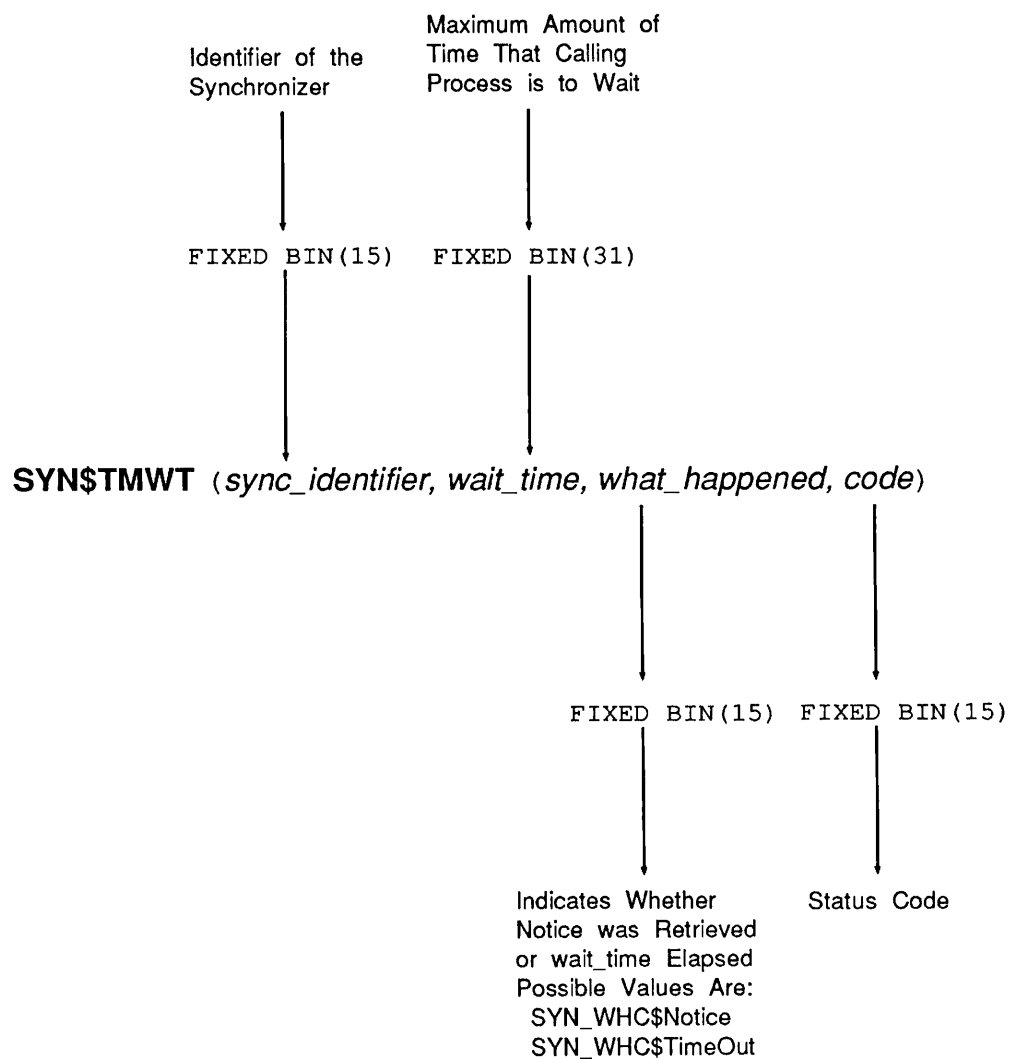 Identifier of the
Synchronizer
Maximum Amount of
Time That Calling
Process is to Wait
FIXED BIN(15)
FIXED BIN(31)
SYN$TMWT (sync_identifier, wait_time, what_happened, code)
FIXED BIN(15)
FIXED BIN(15)
Indicates Whether
Notice was Retrieved
or wait_time Elapsed
Possible Values Are:
SYN_WHC$Notice
SYN_WHC$TimeOut
Status Code